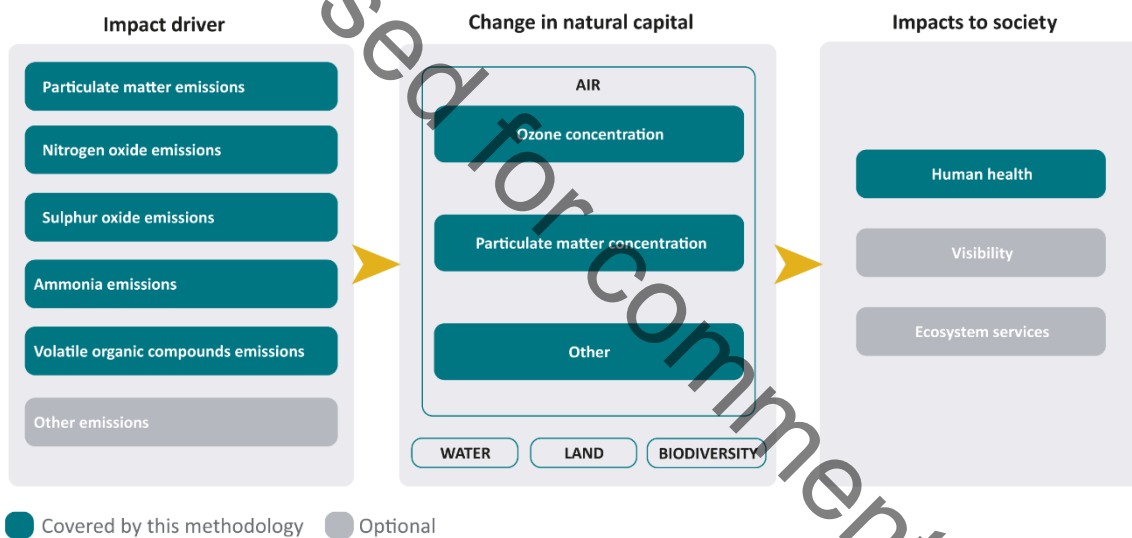 Impact driver
Change in natural capital
Impacts to society
Particulate matter emissions
Nitrogen oxide emissions
Sulphur oxide emissions
Ammonia emissions
Volatile organic compounds emissions
Other emissions
AIR
Ozone concentration
Particulate matter concentration
Other
WATER
LAND
BIODIVERSITY
Human health
Visibility
Ecosystem services
Covered by this methodology
Optional
for